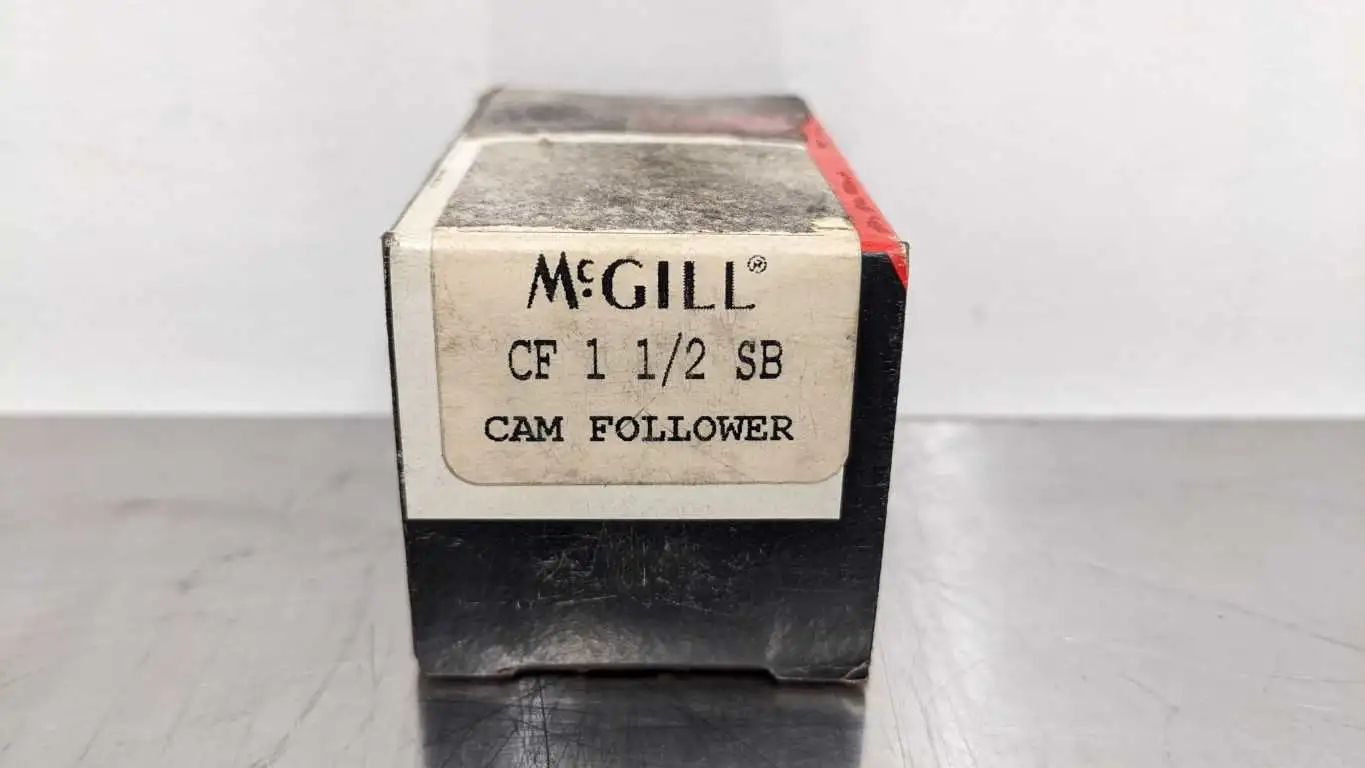 McGILL®
CF 1 1/2 SB
CAM FOLLOWER